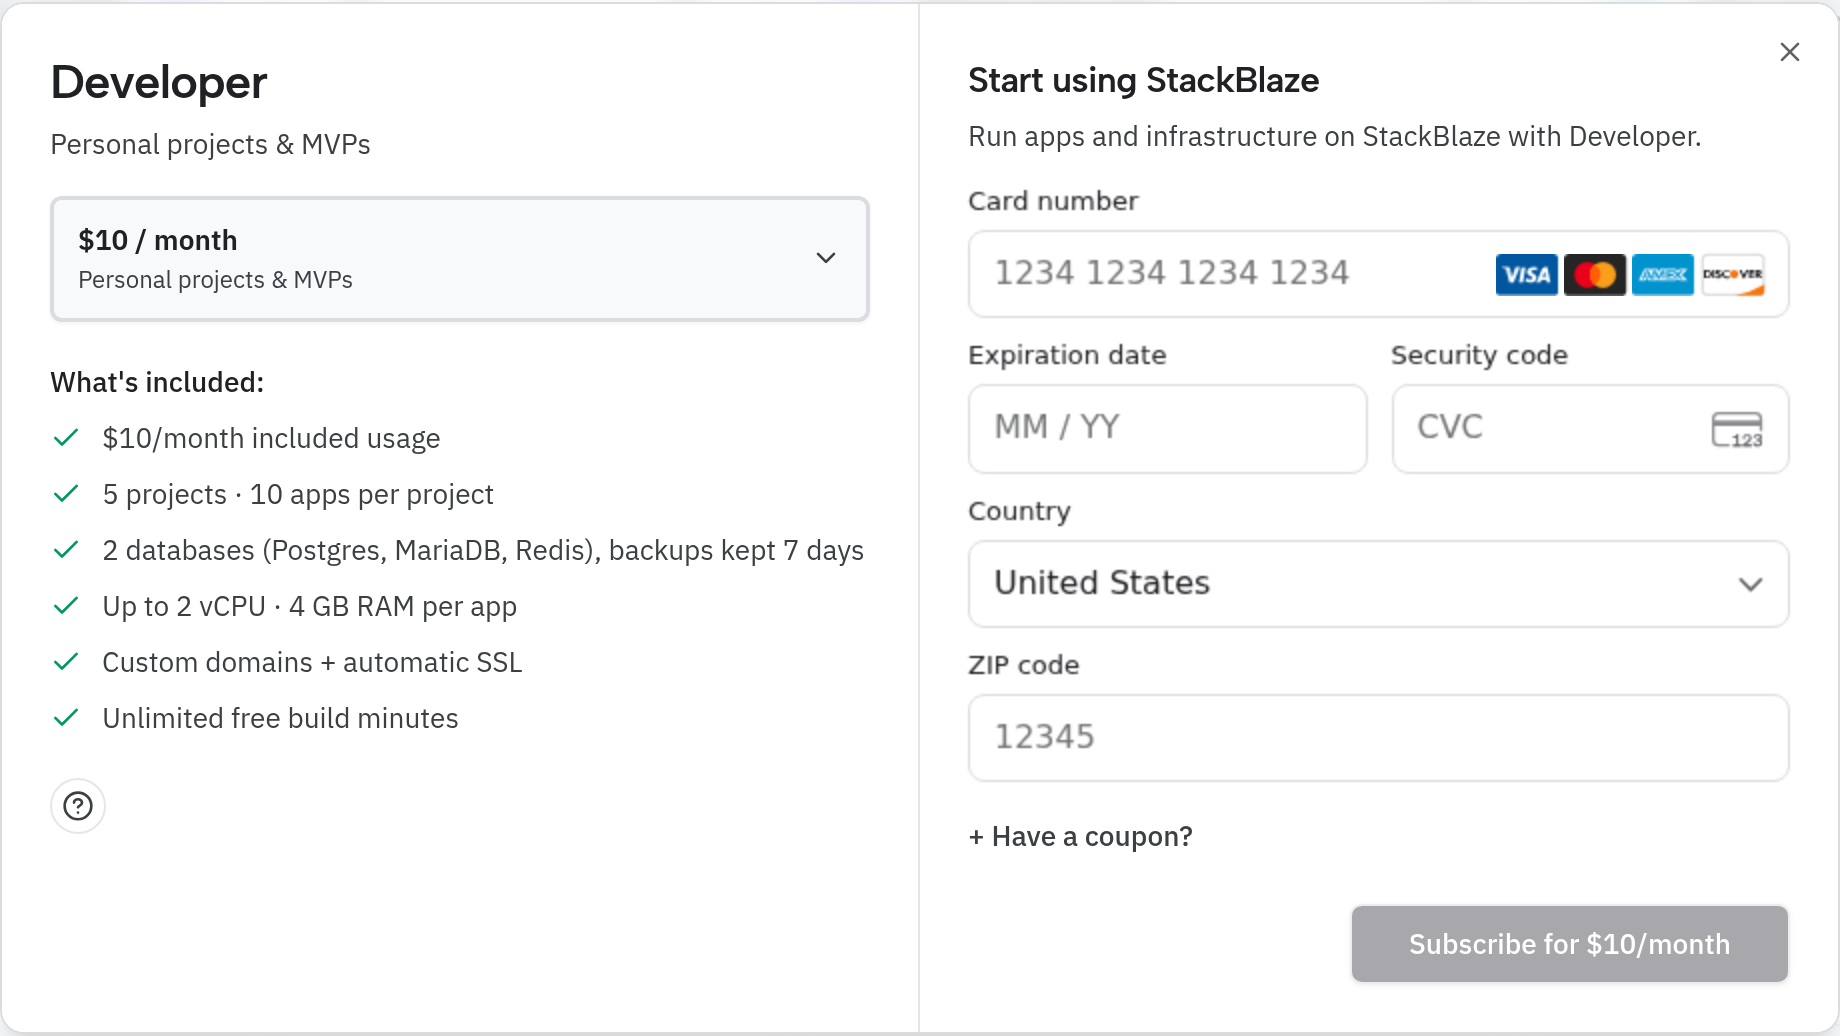 Developer
Personal projects & MVPs
$10 / month
Personal projects & MVPs
What's included:
$10/month included usage
5 projects · 10 apps per project
2 databases (Postgres, MariaDB, Redis), backups kept 7 days
Up to 2 vCPU · 4 GB RAM per app
Custom domains + automatic SSL
Unlimited free build minutes
Start using StackBlaze
Run apps and infrastructure on StackBlaze with Developer.
Card number
1234 1234 1234 1234 VISA AMEX DISCOVER
Expiration date Security code
MM / YY CVC 123
Country
United States
ZIP code
12345
+ Have a coupon?
Subscribe for $10/month